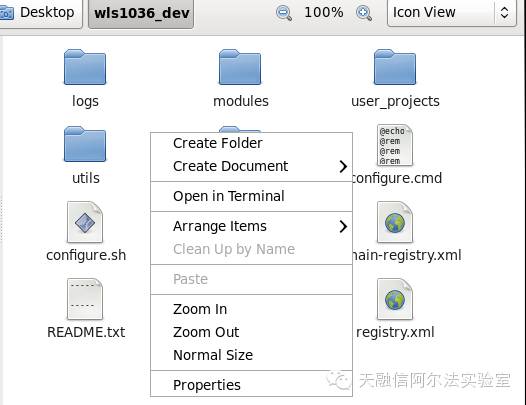 Desktop wls1036_dev 100% Icon View
logs modules user_projects
utils
@echo
@rem
@rem
@rem
configure.cmd
configure.sh
registry.xml
README.txt
registry.xml
Create Folder
Create Document
Open in Terminal
Arrange Items
Clean Up by Name
Paste
Zoom In
Zoom Out
Normal Size
Properties
天融信阿尔法实验室